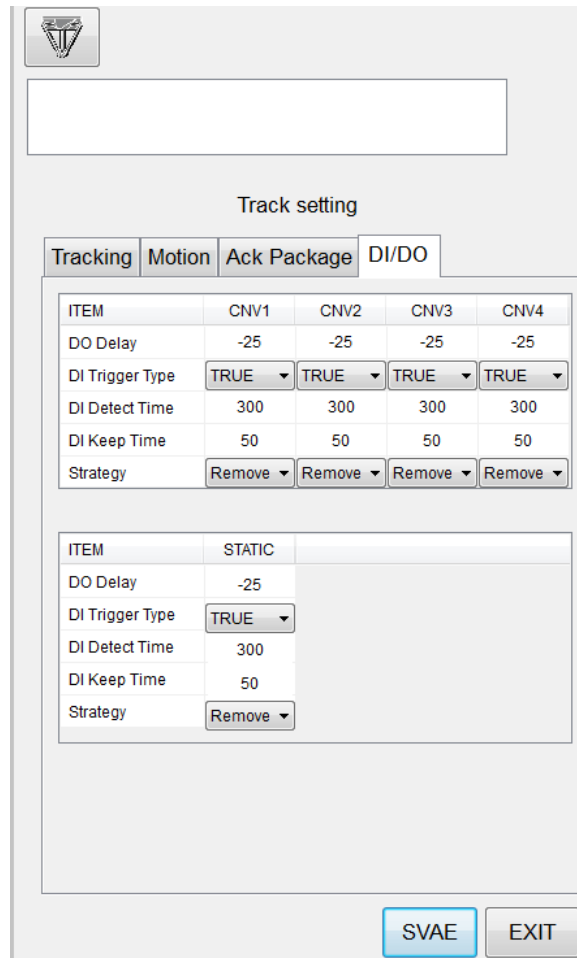 Track setting
Tracking Motion Ack Package DI/DO
ITEM CNV1 CNV2 CNV3 CNV4
DO Delay -25 -25 -25 -25
DI Trigger Type TRUE TRUE TRUE TRUE
DI Detect Time 300 300 300 300
DI Keep Time 50 50 50 50
Strategy Remove Remove Remove Remove
ITEM STATIC
DO Delay -25
DI Trigger Type TRUE
DI Detect Time 300
DI Keep Time 50
Strategy Remove
SVAE EXIT